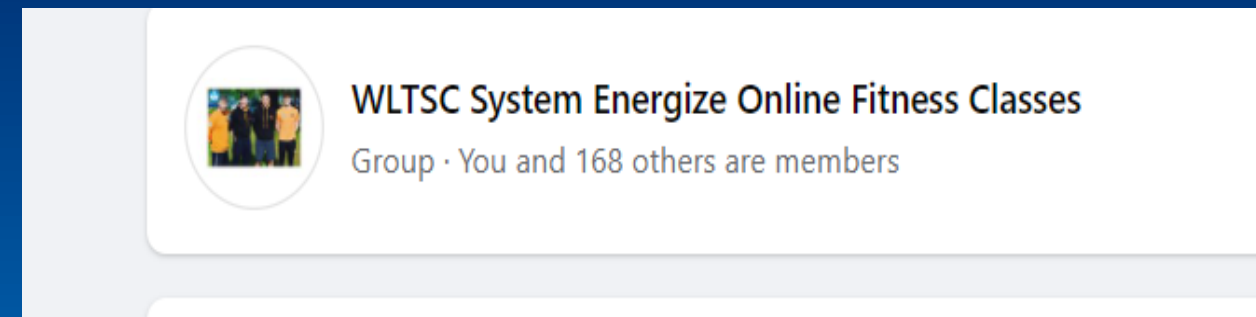 WLTSC System Energize Online Fitness Classes
Group · You and 168 others are members